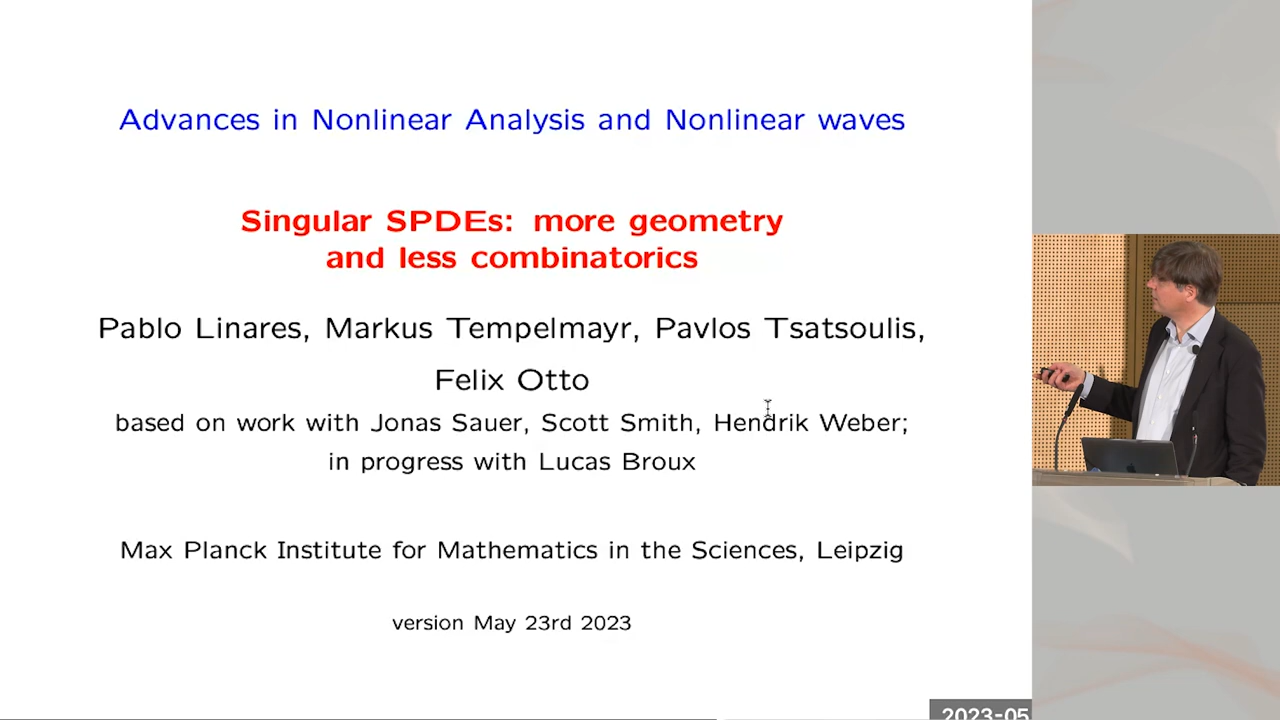 Advances in Nonlinear Analysis and Nonlinear waves
Singular SPDEs: more geometry
and less combinatorics
Pablo Linares, Markus Tempelmayr, Pavlos Tsatsoulis,
Felix Otto
based on work with Jonas Sauer, Scott Smith, Hendrik Weber;
in progress with Lucas Broux
Max Planck Institute for Mathematics in the Sciences, Leipzig
version May 23rd 2023
2023-05